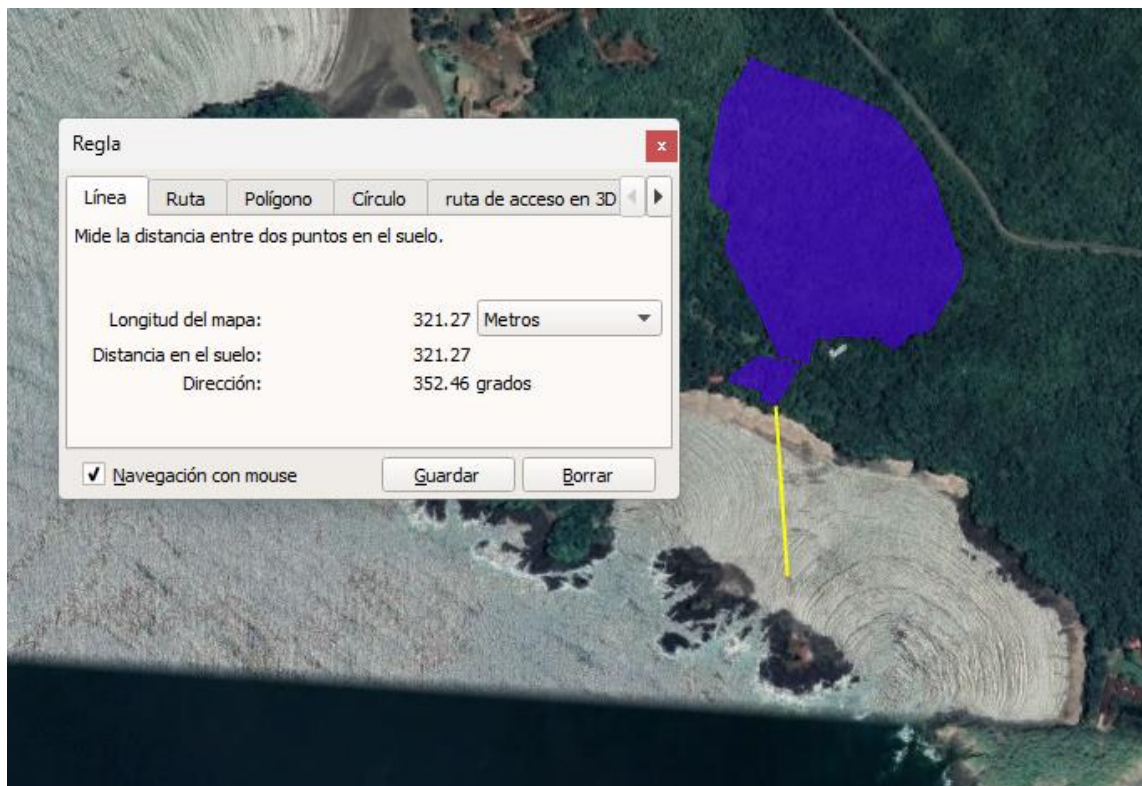 Regla
x
Línea Ruta Polígono Círculo ruta de acceso en 3D
Mide la distancia entre dos puntos en el suelo.
Longitud del mapa: 321.27 Metros
Distancia en el suelo: 321.27
Dirección: 352.46 grados
Navegación con mouse Guardar Borrar